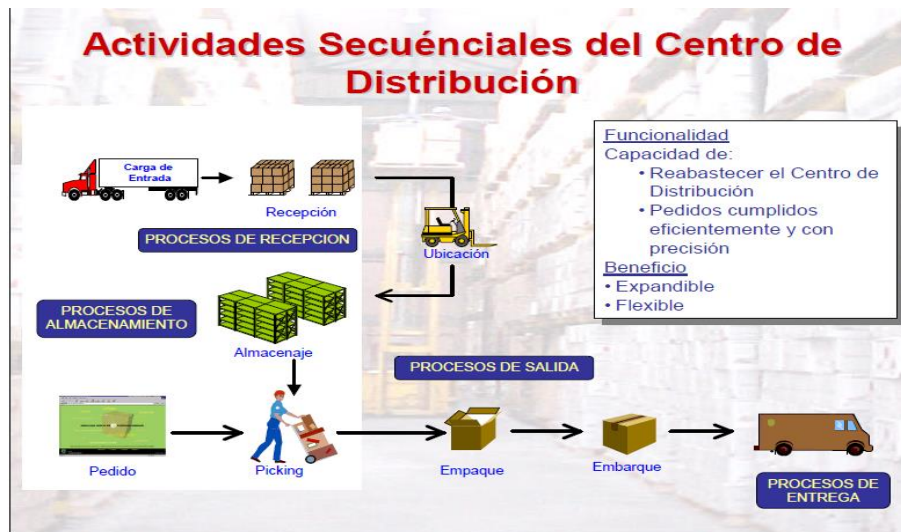 Actividades Secuénciales del Centro de
Distribución
Carga de
Entrada
Recepción
PROCESOS DE RECEPCION
Ubicación
Funcionalidad
Capacidad de:
• Reabastecer el Centro de
Distribución
• Pedidos cumplidos
eficientemente y con
precisión
Beneficio
• Expandible
• Flexible
PROCESOS DE
ALMACENAMIENTO
Almacenaje
PROCESOS DE SALIDA
Pedido
Picking
Empaque
Embarque
PROCESOS DE
ENTREGA